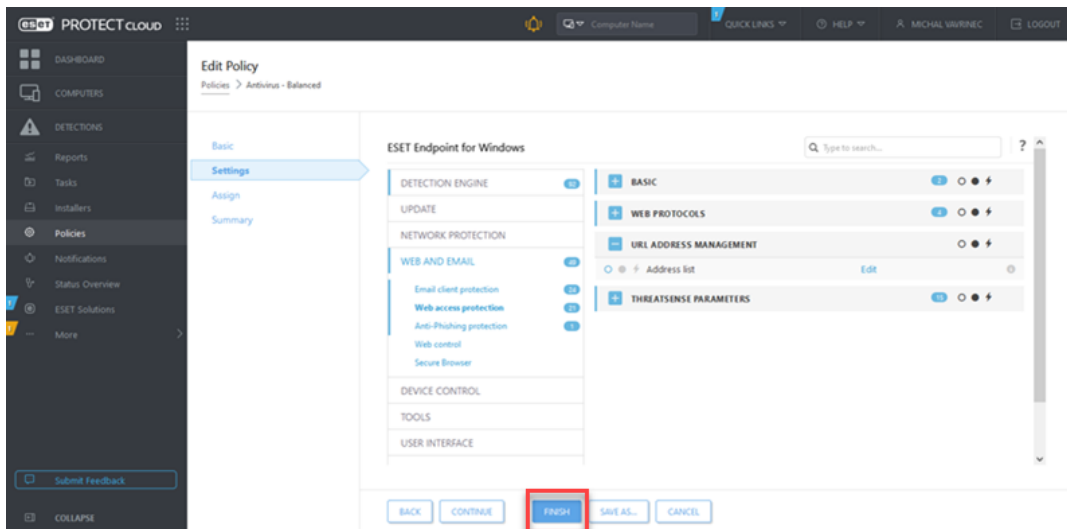 eset PROTECT CLOUD
Computer Name
QUICK LINKS
HELP
MICHAL VAVRINEC
LOGOUT
DASHBOARD
COMPUTERS
DETECTIONS
Reports
Tasks
Installers
Policies
Notifications
Status Overview
ESET Solutions
More
Submit Feedback
COLLAPSE
Edit Policy
Policies > Antivirus - Balanced
Basic
Settings
Assign
Summary
ESET Endpoint for Windows
Type to search...
?
DETECTION ENGINE
UPDATE
NETWORK PROTECTION
WEB AND EMAIL
Email client protection 24
Web access protection
Anti-Phishing protection 1
Web control
Secure Browser
DEVICE CONTROL
TOOLS
USER INTERFACE
BASIC 2
WEB PROTOCOLS 4
URL ADDRESS MANAGEMENT
Address list Edit
THREATSENSE PARAMETERS
BACK CONTINUE FINISH SAVE AS... CANCEL